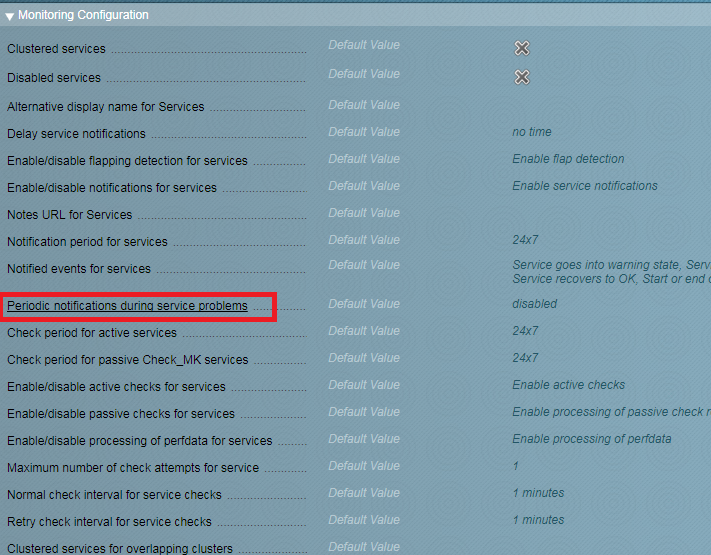 Monitoring Configuration
Clustered services Default Value
Disabled services Default Value
Alternative display name for Services Default Value
Delay service notifications Default Value no time
Enable/disable flapping detection for services Default Value Enable flap detection
Enable/disable notifications for services Default Value Enable service notifications
Notes URL for Services Default Value
Notification period for services Default Value 24x7
Notified events for services Default Value Service goes into warning state, Serv
Service recovers to OK, Start or end o
Periodic notifications during service problems Default Value disabled
Check period for active services Default Value 24x7
Check period for passive Check_MK services Default Value 24x7
Enable/disable active checks for services Default Value Enable active checks
Enable/disable passive checks for services Default Value Enable processing of passive check r
Enable/disable processing of perfdata for services Default Value Enable processing of perfdata
Maximum number of check attempts for service Default Value 1
Normal check interval for service checks Default Value 1 minutes
Retry check interval for service checks Default Value 1 minutes
Clustered services for overlapping clusters Default Value